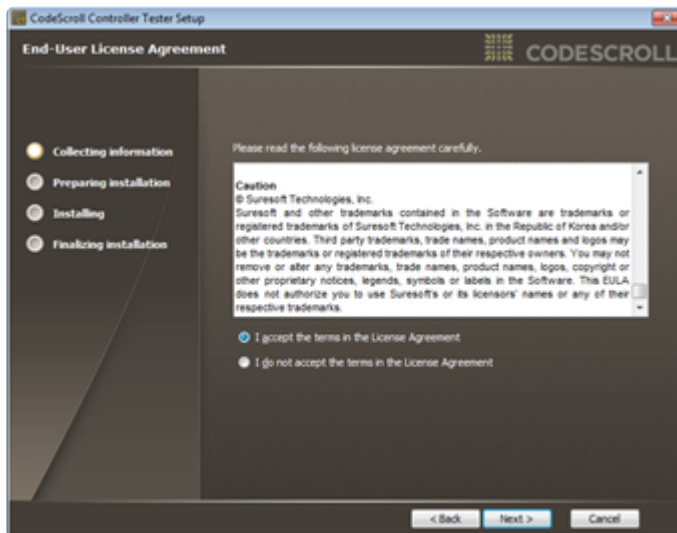 CodeScroll Controller Tester Setup
End-User License Agreement
CODESCROLL
Collecting information
Preparing installation
Installing
Finalizing installation
Please read the following license agreement carefully.
Caution
© Suresoft Technologies, Inc.
Suresoft and other trademarks contained in the Software are trademarks or
registered trademarks of Suresoft Technologies, Inc. in the Republic of Korea and/or
other countries. Third party trademarks, trade names, product names and logos may
be the trademarks or registered trademarks of their respective owners. You may not
remove or alter any trademarks, trade names, product names, logos, copyright or
other proprietary notices, legends, symbols or labels in the Software. This EULA
does not authorize you to use Suresoft's or its licensors' names or any of their
respective trademarks.
I accept the terms in the License Agreement
I do not accept the terms in the License Agreement
< Back
Next >
Cancel